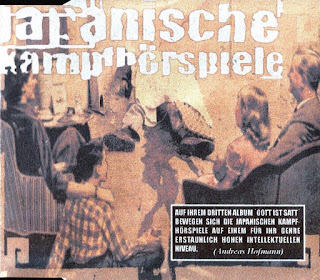 Japanische
Kampfhörspiele
AUF IHREM DRITTEN ALBUM GOTT IST SATT
BEWEGEN SICH DIE JAPANISCHEN KAMPF-
HÖRSPIELE AUF EINEM FÜR IHR GENRE
ERSTAUNLICH HOHEN INTELLEKTUELLEN
NIVEAU.
(Andreas Hofmann)